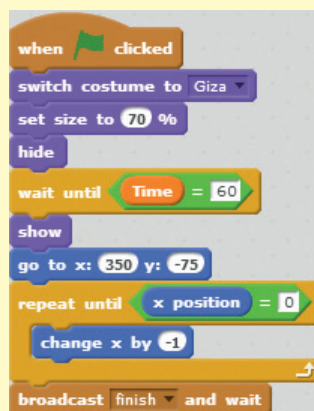 when clicked
switch costume to Giza
set size to 70 %
hide
wait until Time = 60
show
go to x: 350 y: -75
repeat until x position = 0
change x by -1
broadcast finish and wait